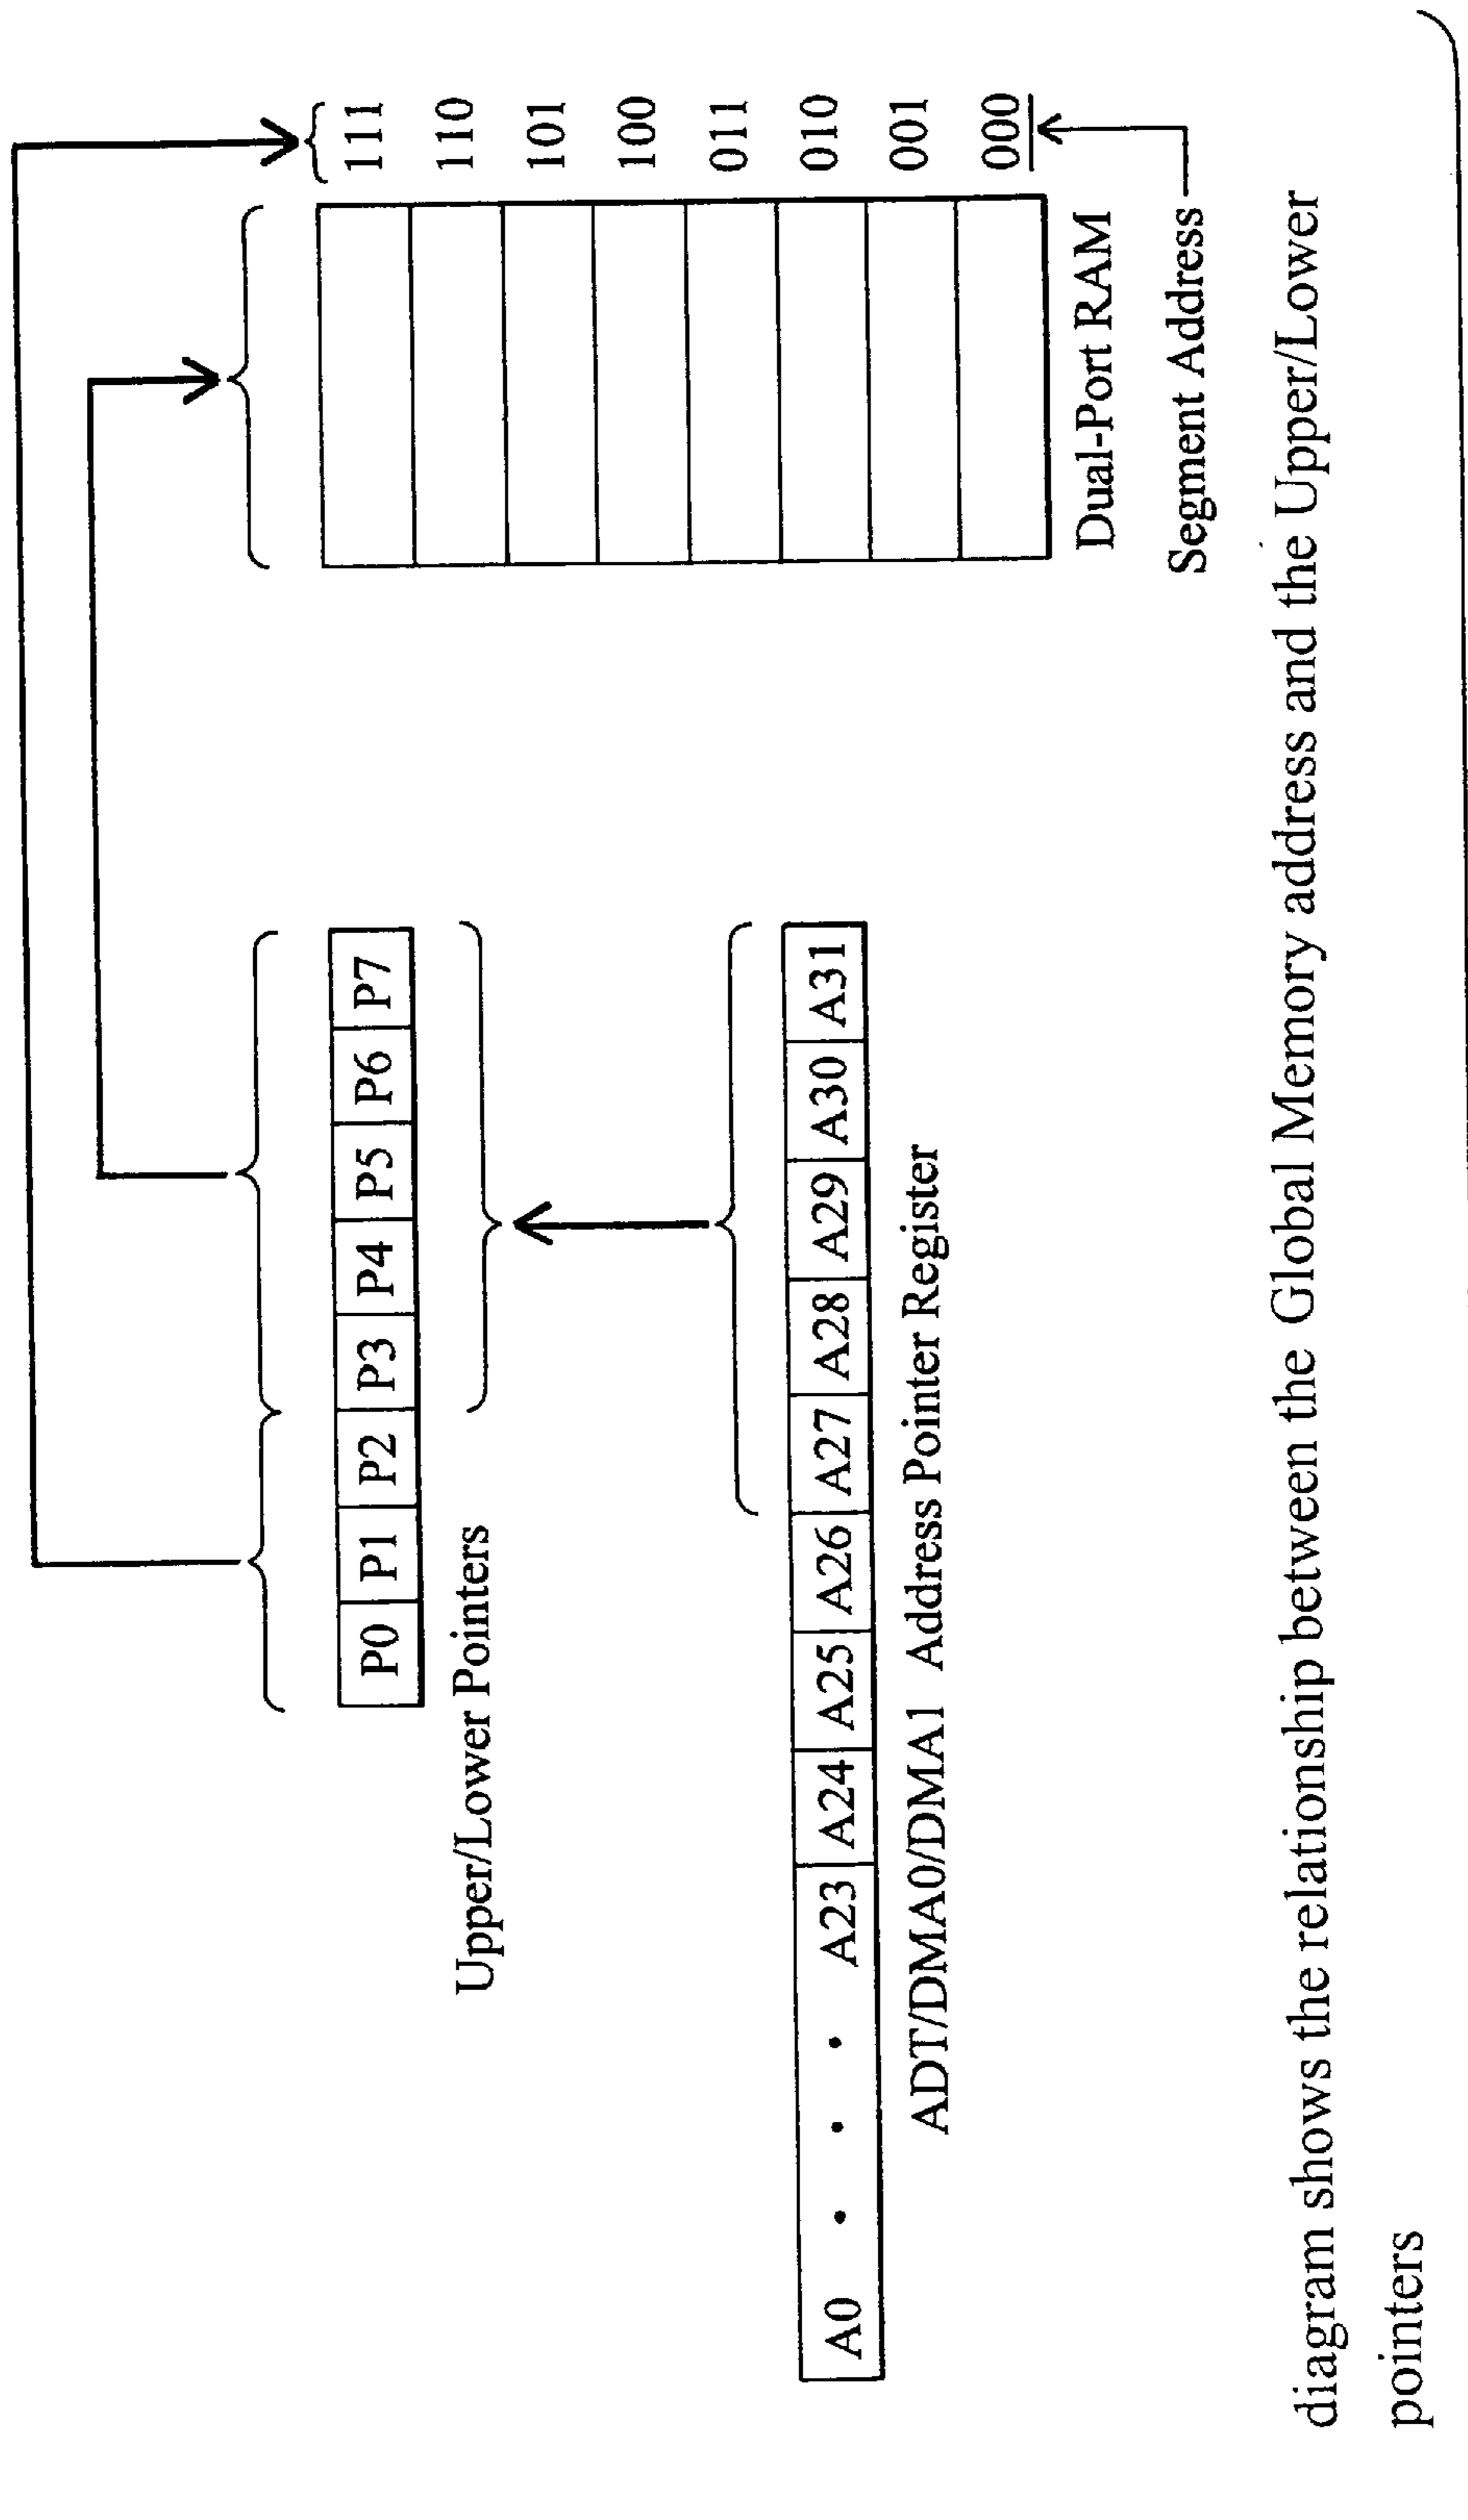 P0 P1 P2 P3 P4 P5 P6 P7
Upper/Lower Pointers
A0 . . . A23 A24 A25 A26 A27 A28 A29 A30 A31
ADT/DMA0/DMA1 Address Pointer Register
111
110
101
100
011
010
001
000
Dual-Port RAM
Segment Address
diagram shows the relationship between the Global Memory address and the Upper/Lower
pointers